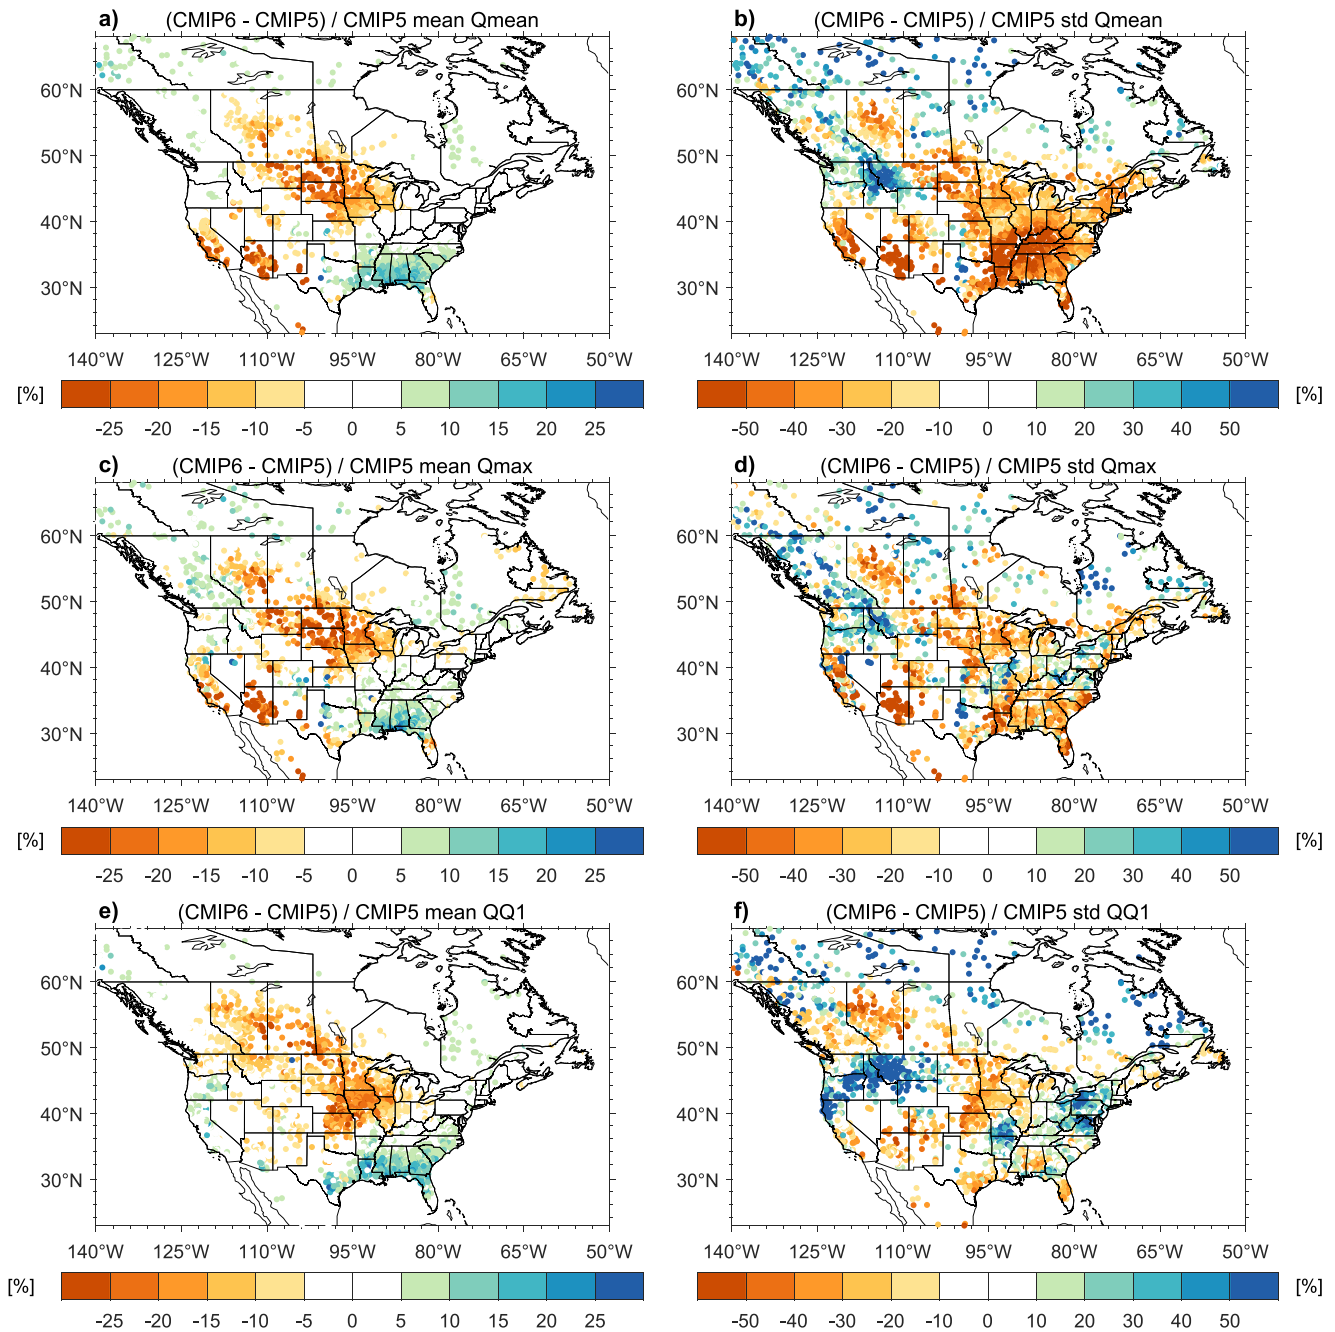 a) (CMIP6 - CMIP5) / CMIP5 mean Qmean
60°N
50°N
40°N
30°N
140°W 125°W 110°W 95°W 80°W 65°W 50°W
[%]
-25 -20 -15 -10 -5 0 5 10 15 20 25
b) (CMIP6 - CMIP5) / CMIP5 std Qmean
60°N
50°N
40°N
30°N
140°W 125°W 110°W 95°W 80°W 65°W 50°W
[%]
-50 -40 -30 -20 -10 0 10 20 30 40 50
c) (CMIP6 - CMIP5) / CMIP5 mean Qmax
60°N
50°N
40°N
30°N
140°W 125°W 110°W 95°W 80°W 65°W 50°W
[%]
-25 -20 -15 -10 -5 0 5 10 15 20 25
d) (CMIP6 - CMIP5) / CMIP5 std Qmax
60°N
50°N
40°N
30°N
140°W 125°W 110°W 95°W 80°W 65°W 50°W
[%]
-50 -40 -30 -20 -10 0 10 20 30 40 50
e) (CMIP6 - CMIP5) / CMIP5 mean QQ1
60°N
50°N
40°N
30°N
140°W 125°W 110°W 95°W 80°W 65°W 50°W
[%]
-25 -20 -15 -10 -5 0 5 10 15 20 25
f) (CMIP6 - CMIP5) / CMIP5 std QQ1
60°N
50°N
40°N
30°N
140°W 125°W 110°W 95°W 80°W 65°W 50°W
[%]
-50 -40 -30 -20 -10 0 10 20 30 40 50